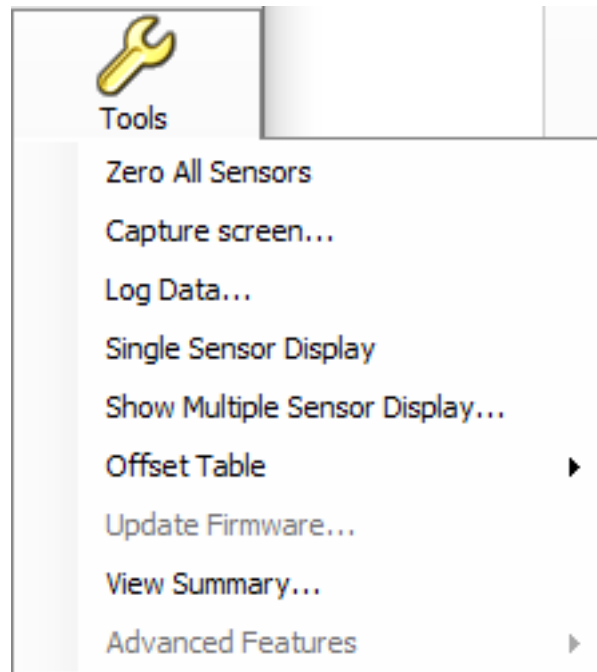 Tools
Zero All Sensors
Capture screen...
Log Data...
Single Sensor Display
Show Multiple Sensor Display...
Offset Table
Update Firmware...
View Summary...
Advanced Features